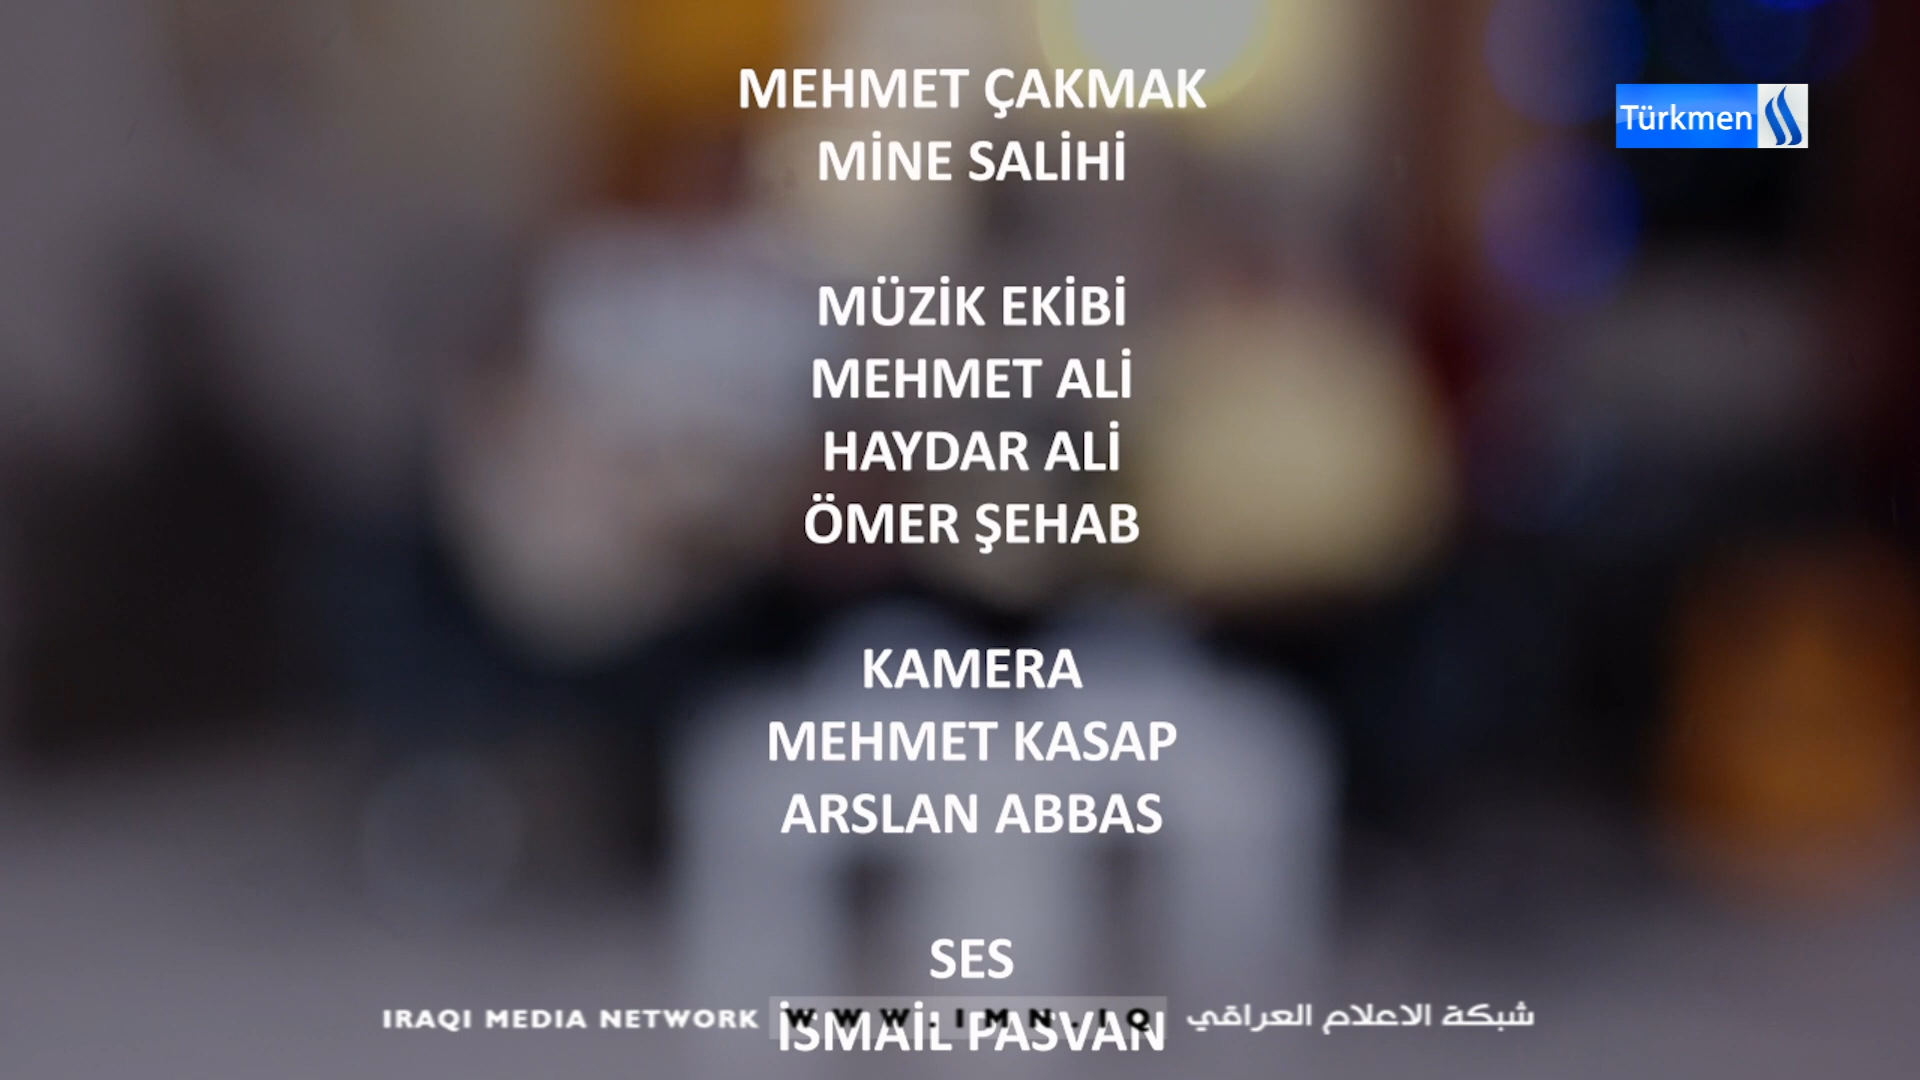 MEHMET ÇAKMAK
Türkmen
MİNE SALİHİ
MÜZİK EKİBİ
MEHMET ALİ
HAYDAR ALİ
ÖMER ŞEHAB
KAMERA
MEHMET KASAP
ARSLAN ABBAS
SES
IRAQI MEDIA NETWORK WWW.IMN.IQ شبكة الاعلام العراقي
İSMAİL PASVAN